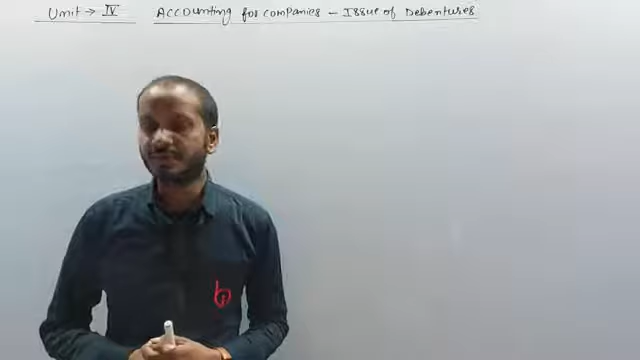 Unit → IV Accounting for companies - Issue of Debentures